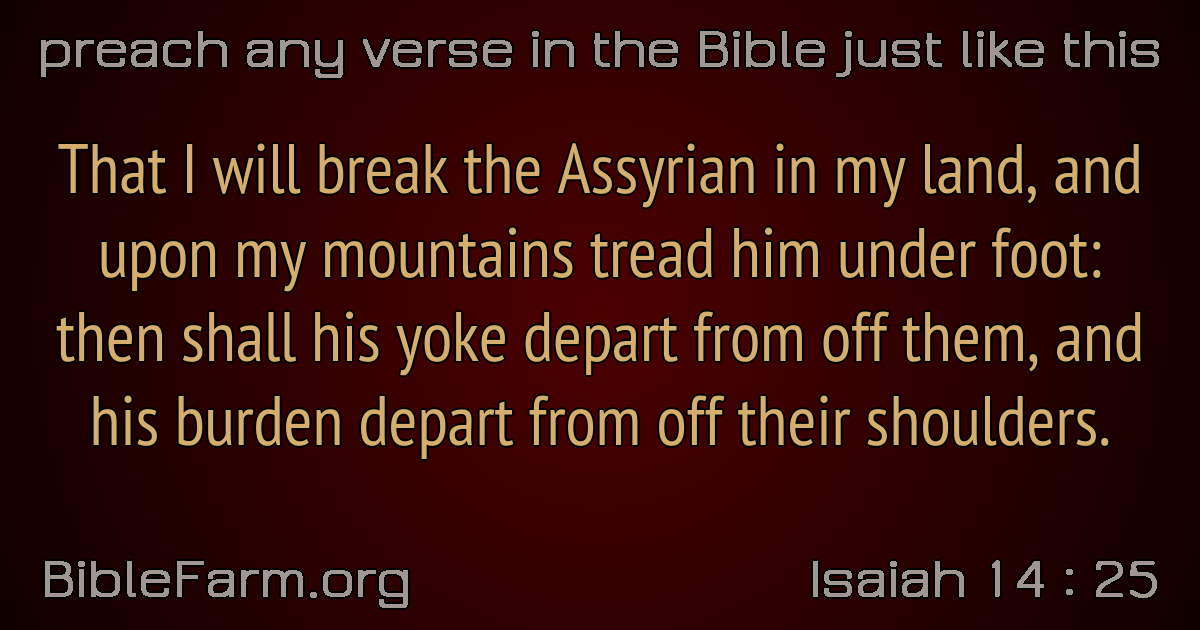 preach any verse in the Bible just like this
That I will break the Assyrian in my land, and
upon my mountains tread him under foot:
then shall his yoke depart from off them, and
his burden depart from off their shoulders.
BibleFarm.org
Isaiah 14 : 25